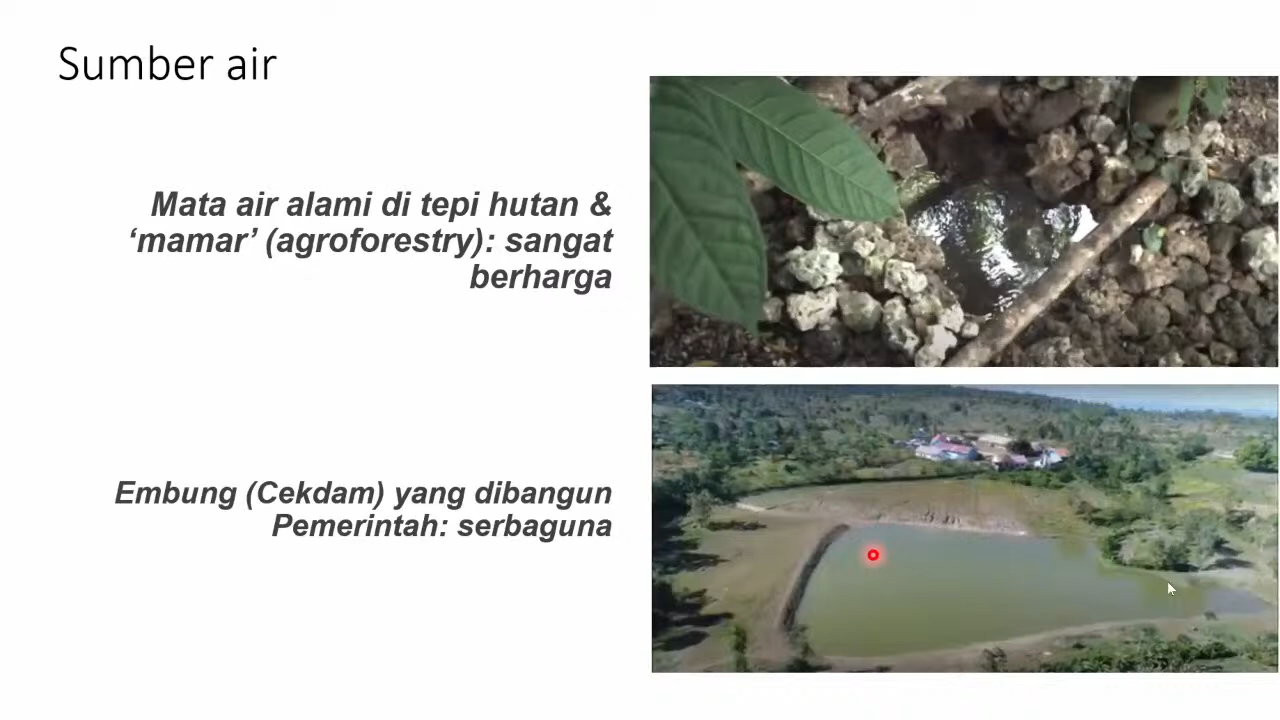 Sumber air
Mata air alami di tepi hutan &
‘mamar’ (agroforestry): sangat
berharga
Embung (Cekdam) yang dibangun
Pemerintah: serbaguna